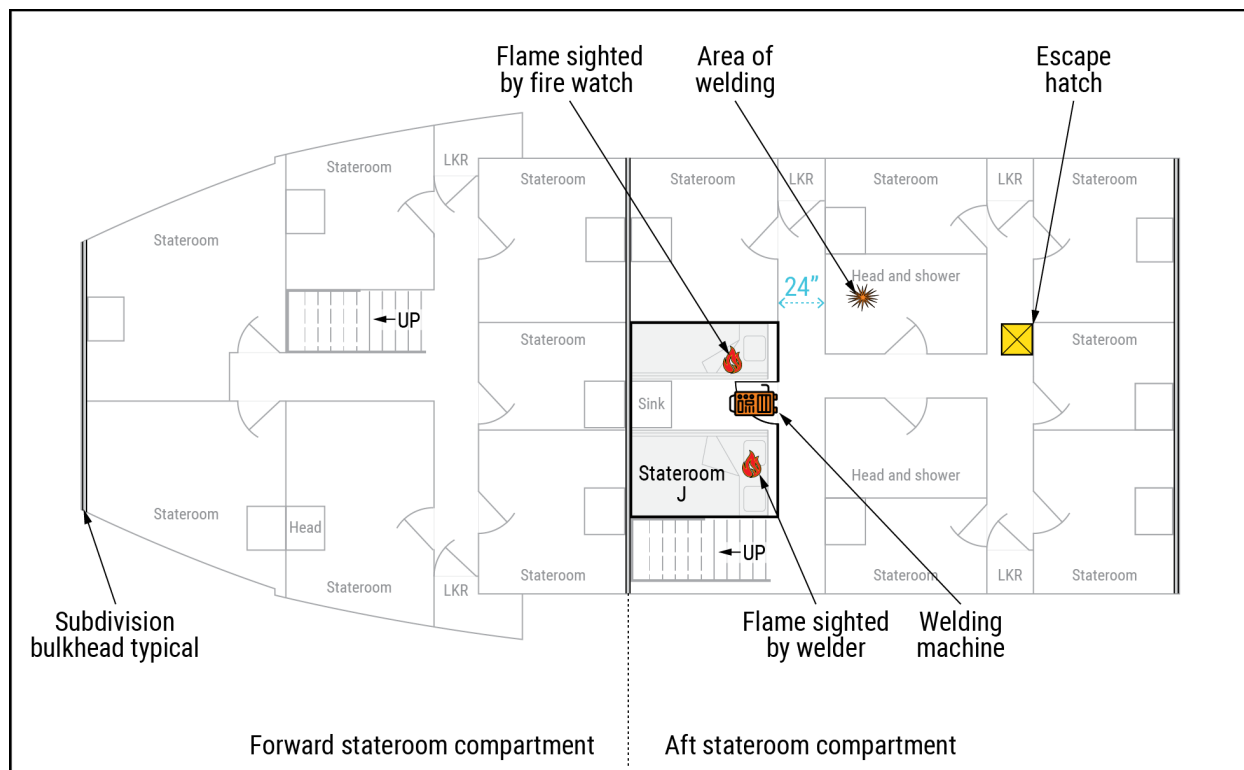 Flame sighted
by fire watch
Area of
welding
Escape
hatch
LKR
Stateroom
Stateroom
Stateroom
LKR
Stateroom
LKR
Stateroom
Stateroom
Head and shower
24”
UP
Stateroom
Stateroom
Sink
Stateroom
J
Head and shower
Stateroom
Head
UP
Stateroom
LKR
Stateroom
Stateroom
LKR
Stateroom
Subdivision
bulkhead typical
Flame sighted
by welder
Welding
machine
Forward stateroom compartment
Aft stateroom compartment